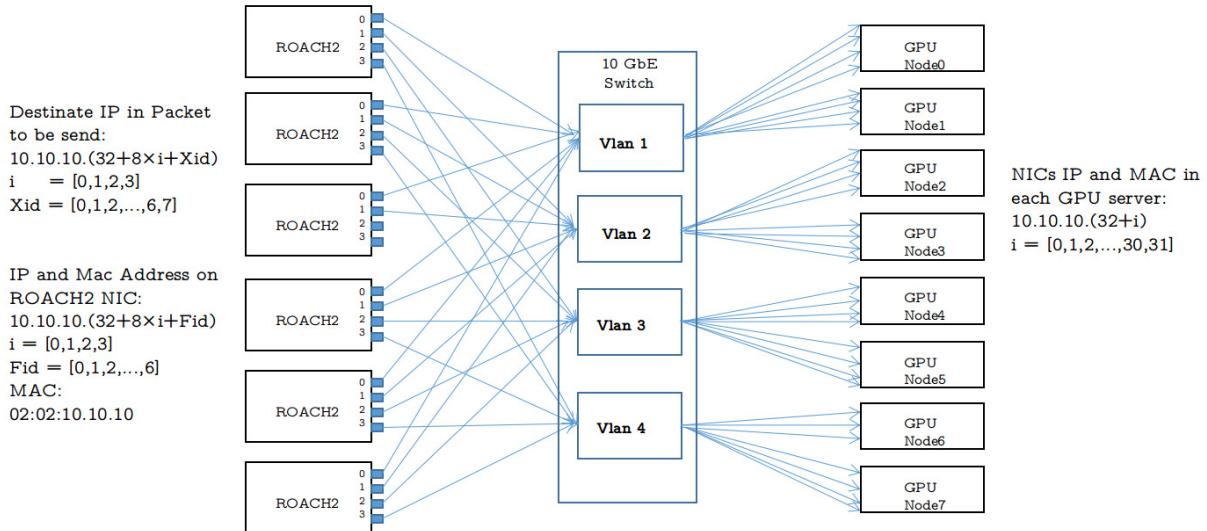 Destinate IP in Packet
to be send:
10.10.10.(32+8×i+Xid)
i = [0,1,2,3]
Xid = [0,1,2,...,6,7]
IP and Mac Address on
ROACH2 NIC:
10.10.10.(32+8×i+Fid)
i = [0,1,2,3]
Fid = [0,1,2,...,6]
MAC:
02:02:10.10.10
ROACH2
0
1
2
3
ROACH2
0
1
2
3
ROACH2
0
1
2
3
ROACH2
0
1
2
3
ROACH2
0
1
2
3
ROACH2
0
1
2
3
10 GbE
Switch
Vlan 1
Vlan 2
Vlan 3
Vlan 4
GPU
Node0
GPU
Node1
GPU
Node2
GPU
Node3
GPU
Node4
GPU
Node5
GPU
Node6
GPU
Node7
NICs IP and MAC in
each GPU server:
10.10.10.(32+i)
i = [0,1,2,...,30,31]